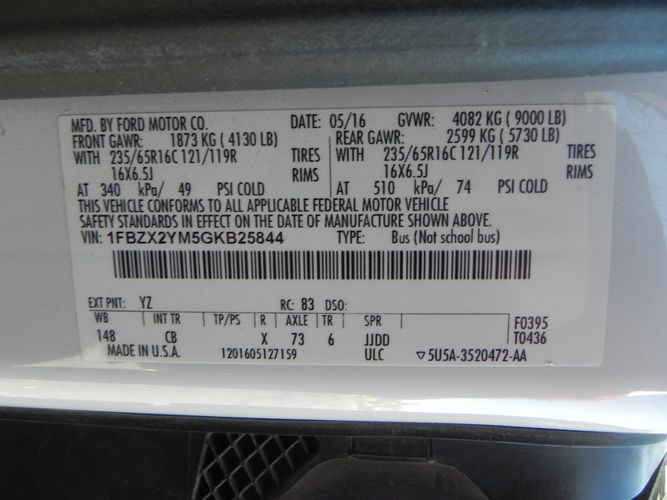 MFD. BY FORD MOTOR CO. DATE: 05/16 GVWR: 4082 KG ( 9000 LB)
FRONT GAWR: 1873 KG ( 4130 LB) REAR GAWR: 2599 KG ( 5730 LB)
WITH 235/65R16C 121/119R TIRES WITH 235/65R16C 121/119R TIRES
16X6.5J RIMS 16X6.5J RIMS
AT 340 kPa/ 49 PSI COLD AT 510 kPa/ 74 PSI COLD
THIS VEHICLE CONFORMS TO ALL APPLICABLE FEDERAL MOTOR VEHICLE
SAFETY STANDARDS IN EFFECT ON THE DATE OF MANUFACTURE SHOWN ABOVE.
VIN: 1FBZX2YM5GKB25844 TYPE: Bus (Not school bus)
EXT PNT: YZ RC: 83 DSO:
WB INT TR TP/PS R AXLE TR SPR F0395
148 CB X 73 6 JJDD T0436
MADE IN U.S.A. 1201605127159 ULC ▽5U5A-3520472-AA